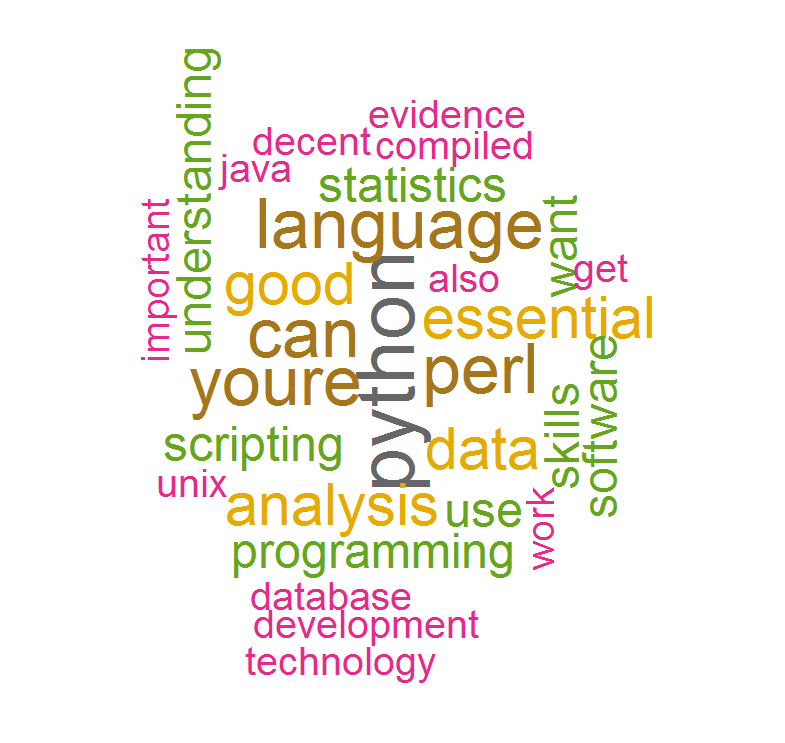 evidence
decent
compiled
java
statistics
understanding
important
language
want
good
also
get
python
essential
can
perl
youre
software
skills
scripting
data
unix
analysis
use
work
programming
database
development
technology